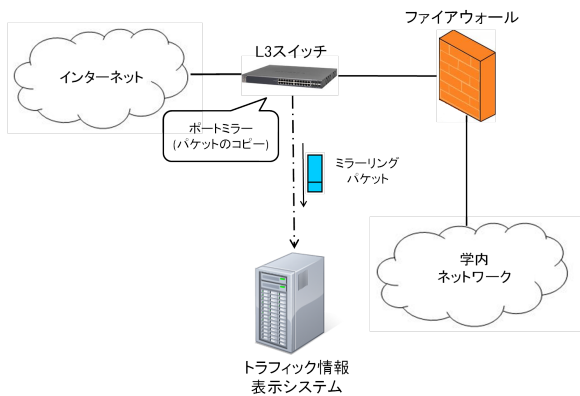 ファイアウォール
L3スイッチ
インターネット
ポートミラー
(パケットのコピー)
ミラーリング
パケット
学内
ネットワーク
トラフィック情報
表示システム